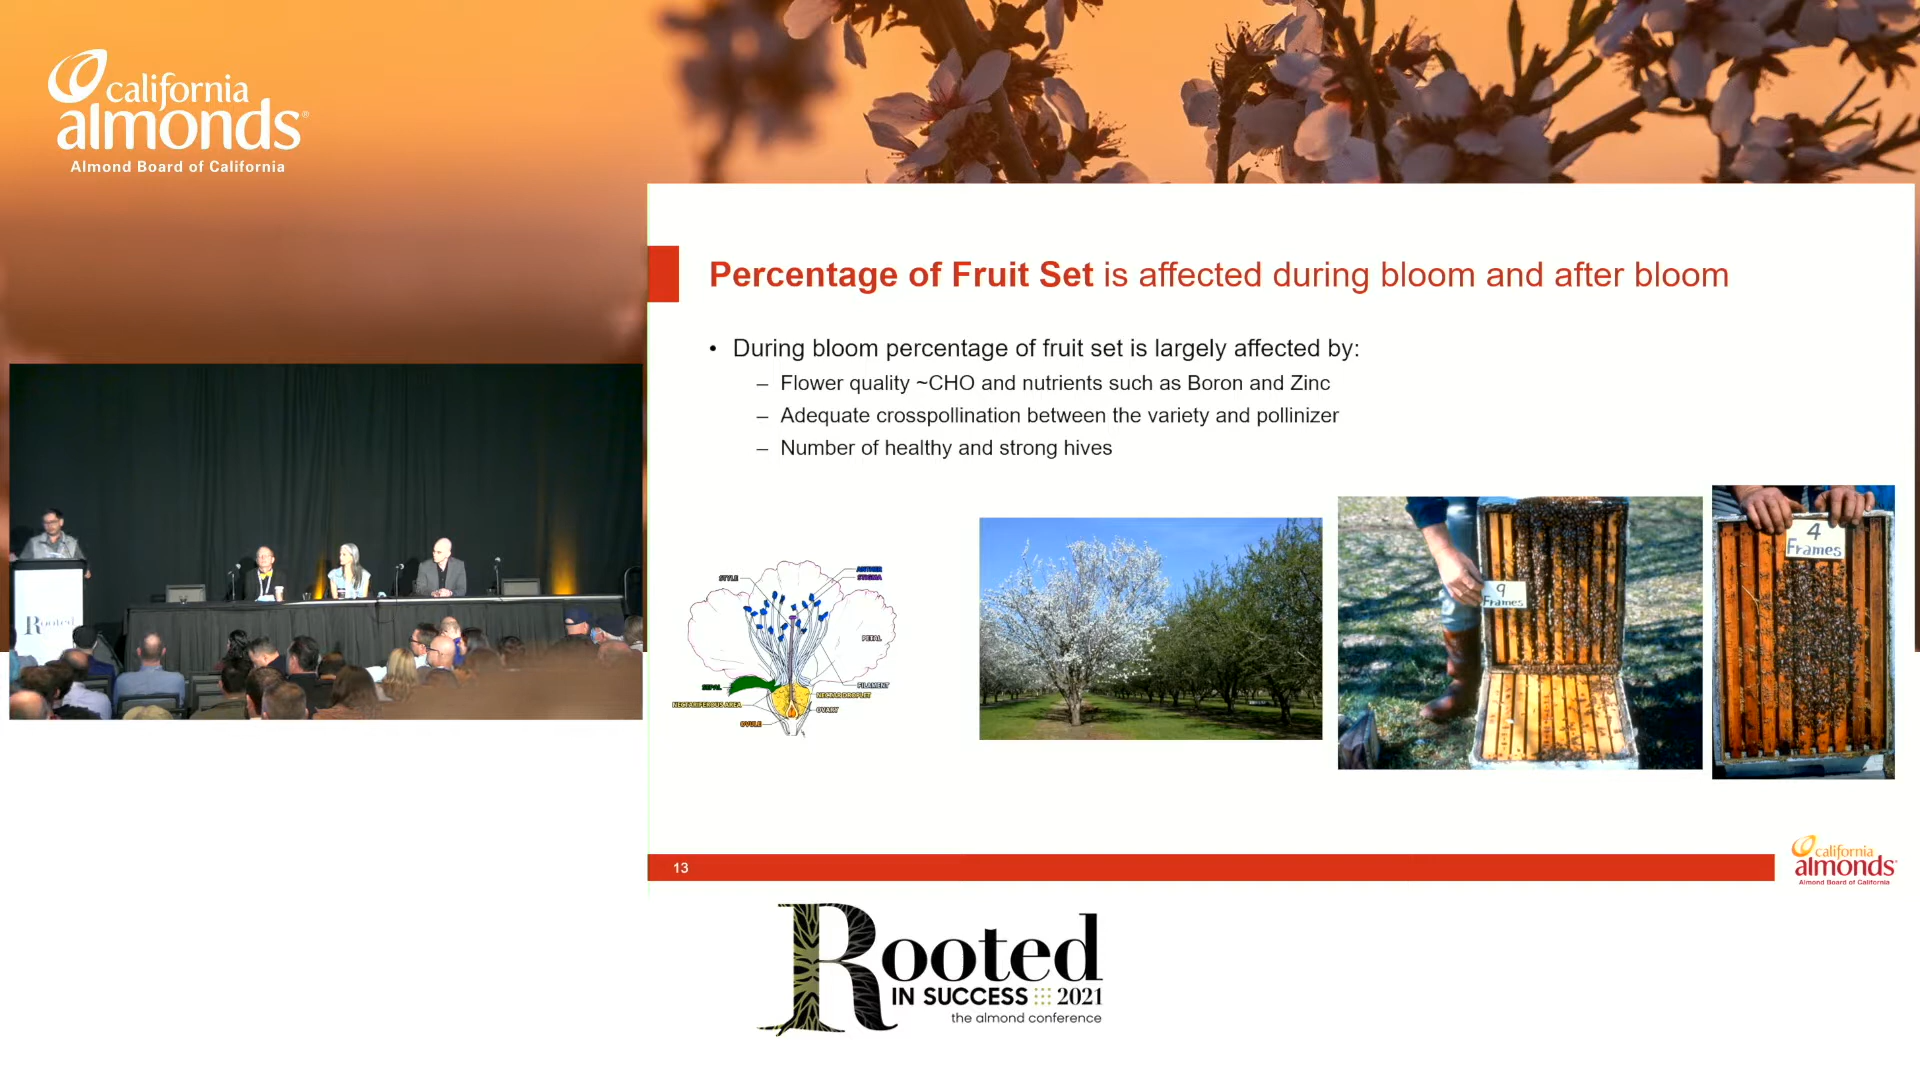 california
almonds®
Almond Board of California
Percentage of Fruit Set is affected during bloom and after bloom
• During bloom percentage of fruit set is largely affected by:
– Flower quality ~CHO and nutrients such as Boron and Zinc
– Adequate crosspollination between the variety and pollinizer
– Number of healthy and strong hives
STYLE
ANTHER
STIGMA
PETAL
SEPAL
FILAMENT
NECTAR DROPLET
NECTARIFEROUS AREA
OVARY
OVULE
9
Frames
4
Frames
Rooted
13
california
almonds®
Almond Board of California
Rooted
IN SUCCESS 2021
the almond conference